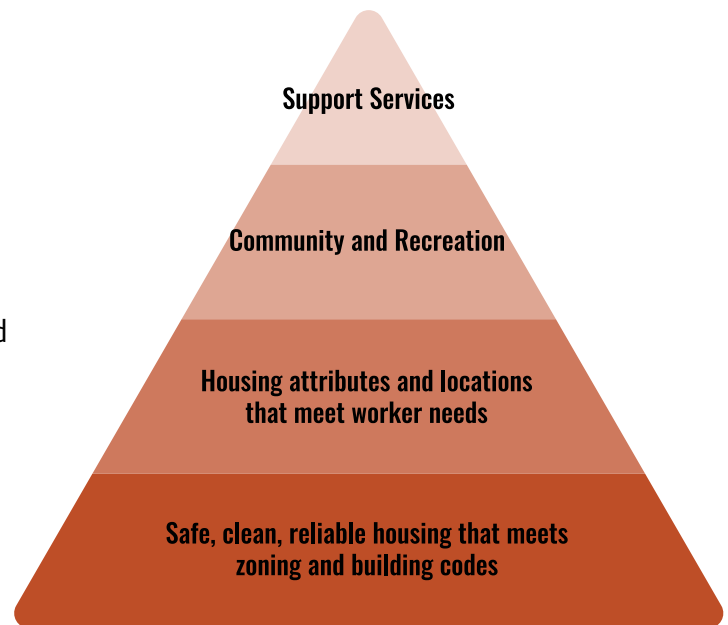 Support Services
Community and Recreation
d
Housing attributes and locations
that meet worker needs
Safe, clean, reliable housing that meets
zoning and building codes